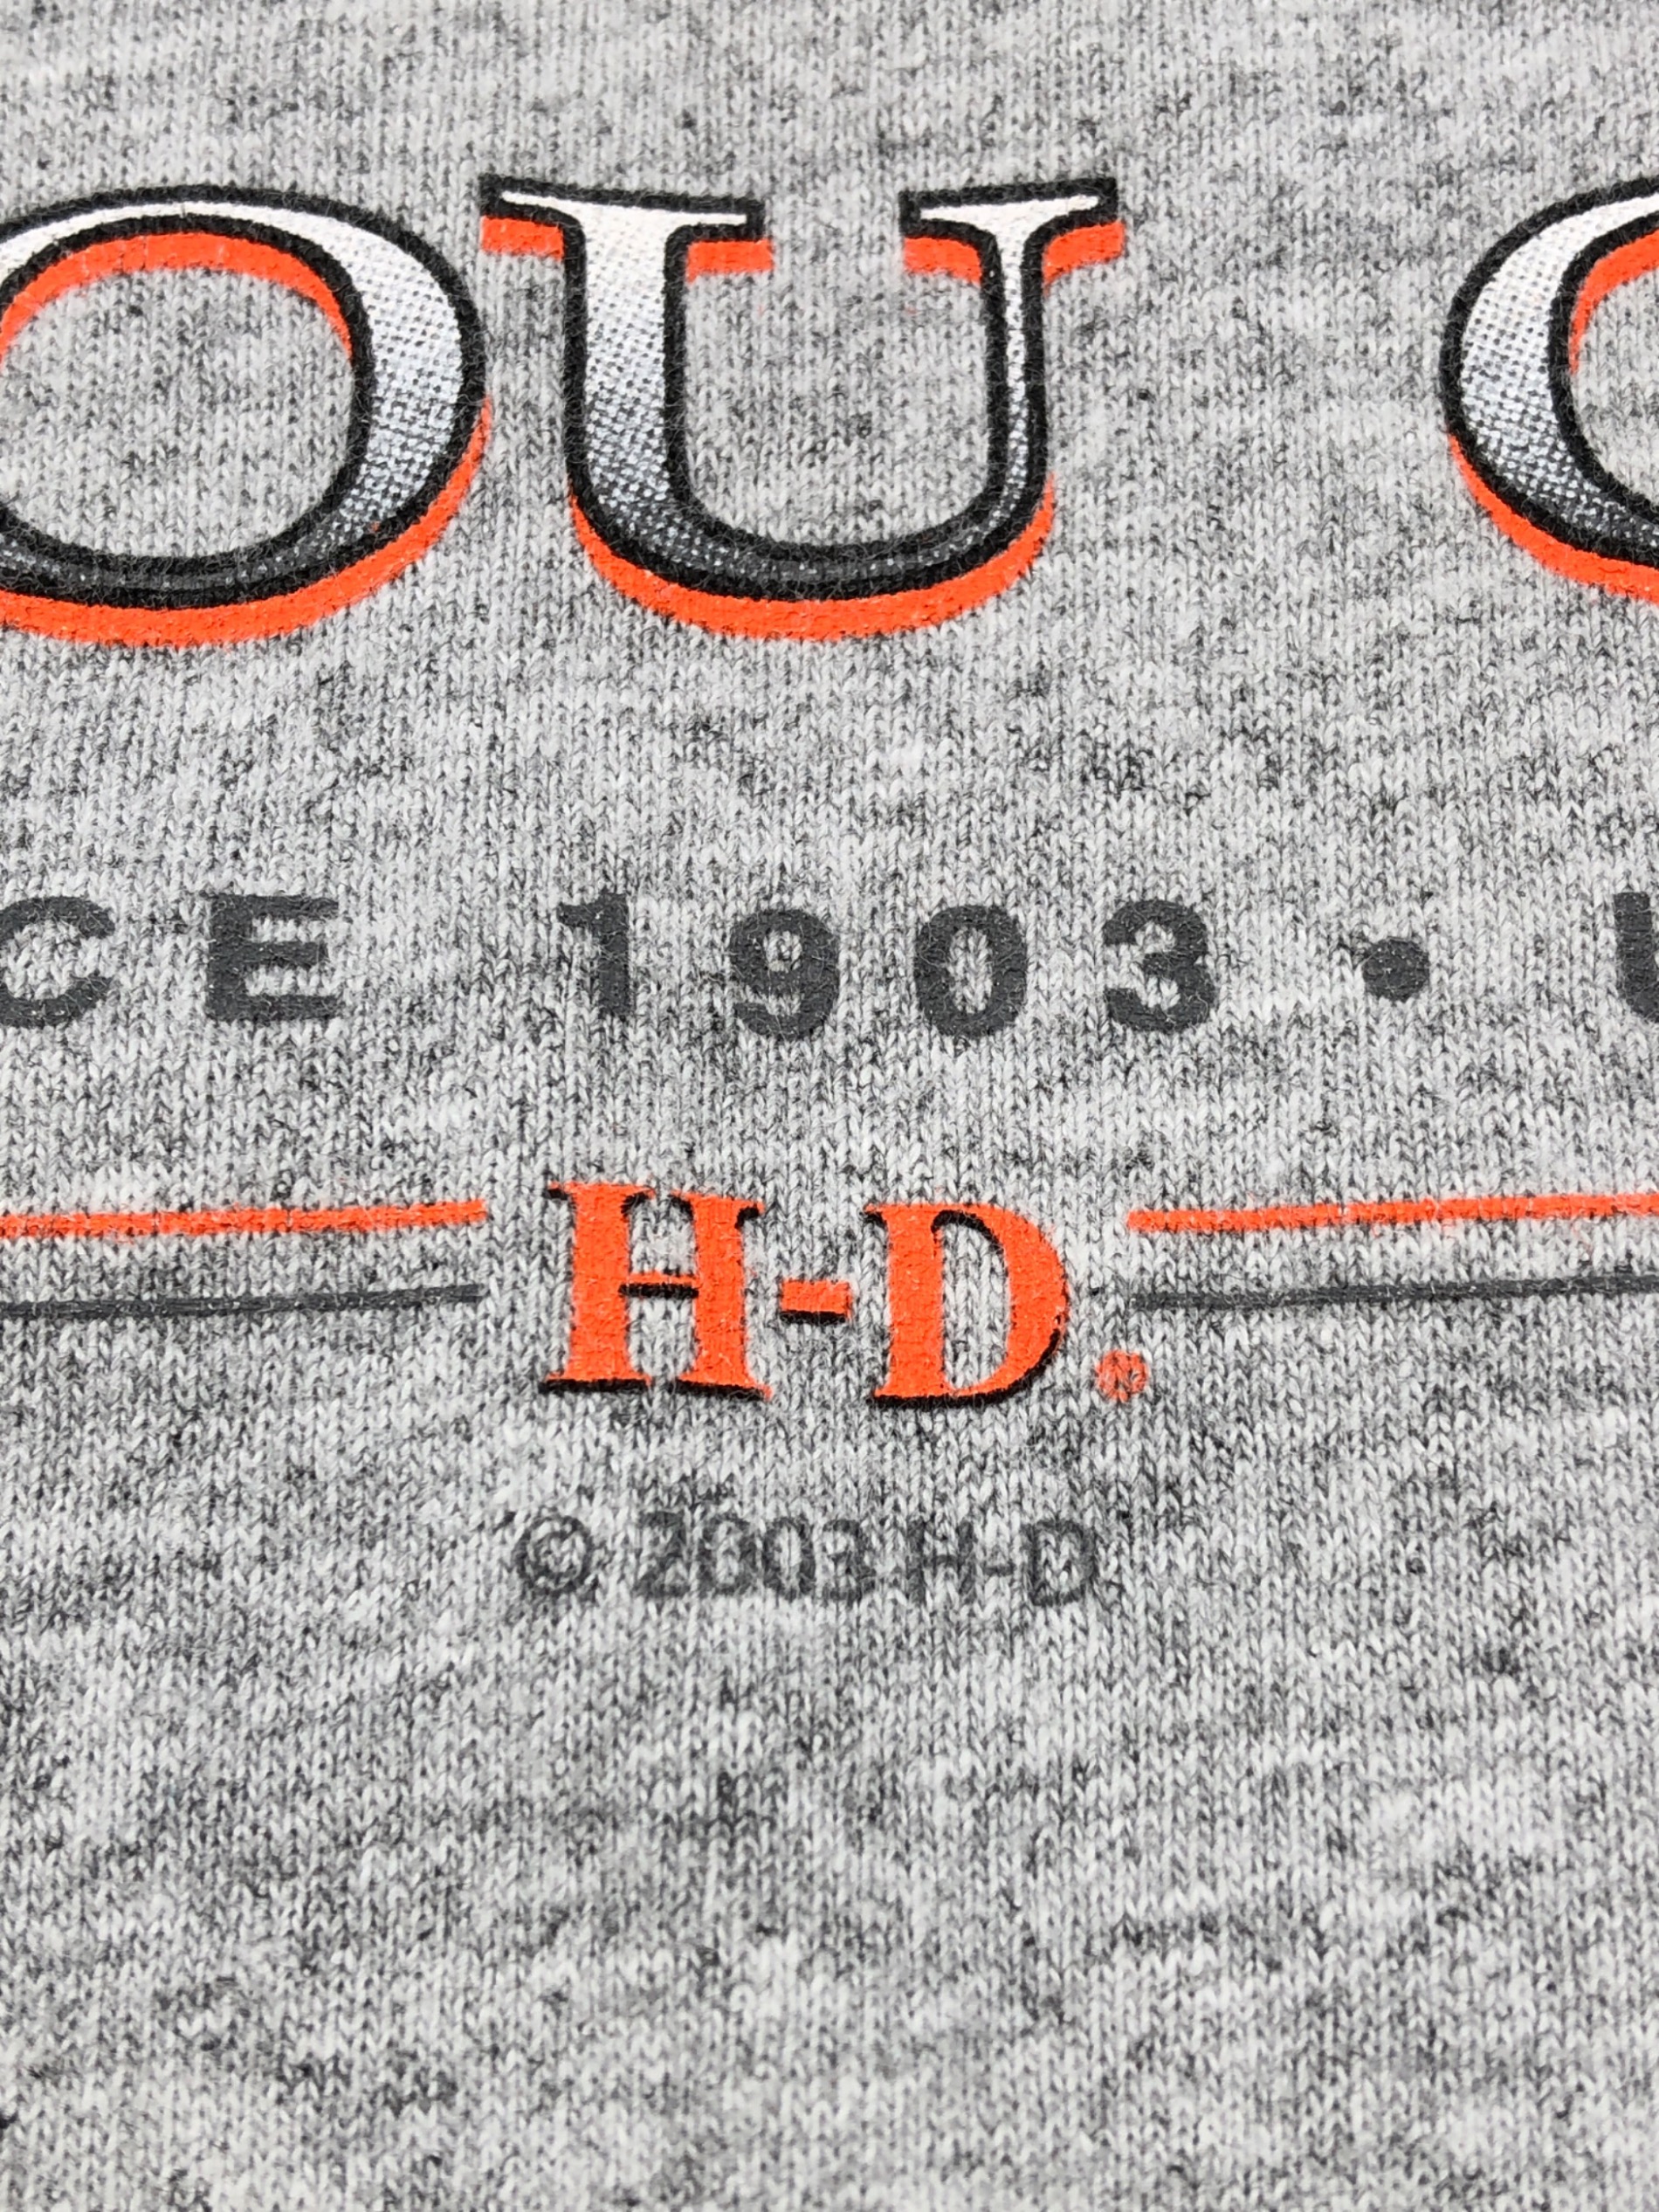 OU C
CE 1903 • U
H-D®
© 2003 H-D